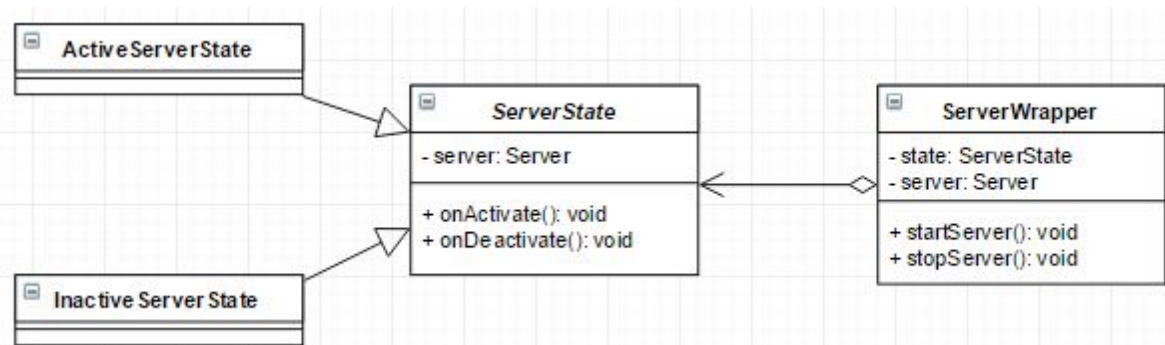 ActiveServerState
ServerState
- server: Server
+ onActivate(): void
+ onDeactivate(): void
InactiveServerState
ServerWrapper
- state: ServerState
- server: Server
+ startServer(): void
+ stopServer(): void